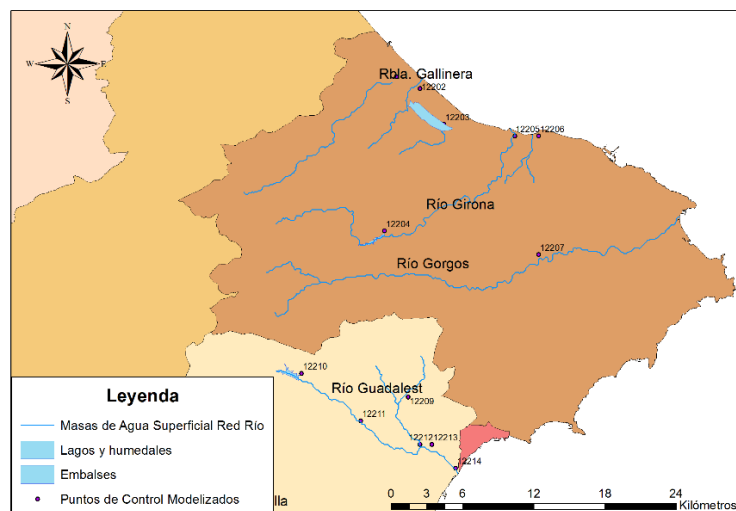 N
W
E
S
Rbla. Gallinera
12202
12203
12205
12206
Río Girona
12204
12207
Río Gorgos
12210
Río Guadalest
12209
12211
12212
12213
12214
Leyenda
Masas de Agua Superficial Red Río
Lagos y humedales
Embalses
Puntos de Control Modelizados
lla
0 3 6 12 18 24
Kilómetros